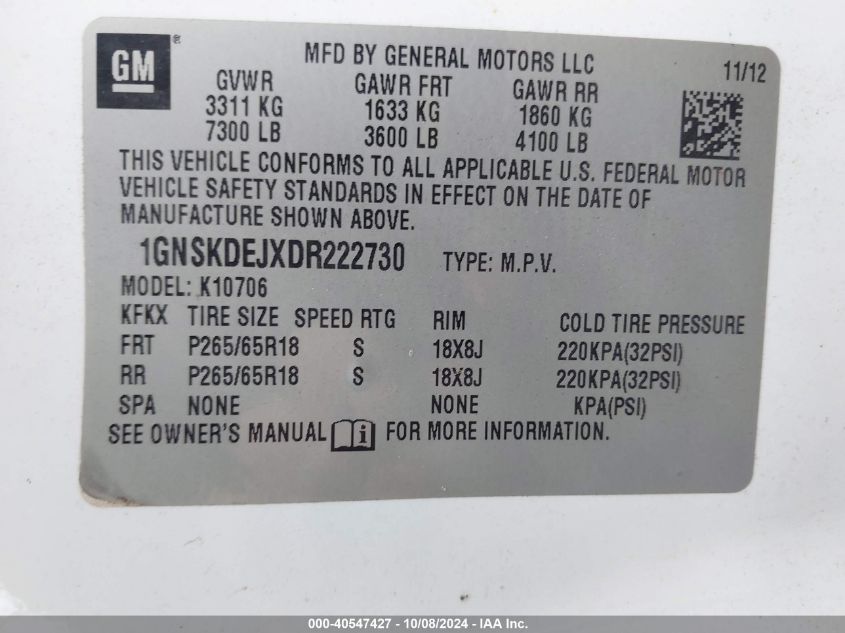 GM ®
MFD BY GENERAL MOTORS LLC 11/12
GVWR GAWR FRT GAWR RR
3311 KG 1633 KG 1860 KG
7300 LB 3600 LB 4100 LB
THIS VEHICLE CONFORMS TO ALL APPLICABLE U.S. FEDERAL MOTOR
VEHICLE SAFETY STANDARDS IN EFFECT ON THE DATE OF
MANUFACTURE SHOWN ABOVE.
1GNSKDEJXDR222730 TYPE: M.P.V.
MODEL: K10706
KFKX TIRE SIZE SPEED RTG RIM COLD TIRE PRESSURE
FRT P265/65R18 S 18X8J 220KPA(32PSI)
RR P265/65R18 S 18X8J 220KPA(32PSI)
SPA NONE NONE KPA(PSI)
SEE OWNER'S MANUAL i FOR MORE INFORMATION.
000-40547427 - 10/08/2024 - IAA Inc.